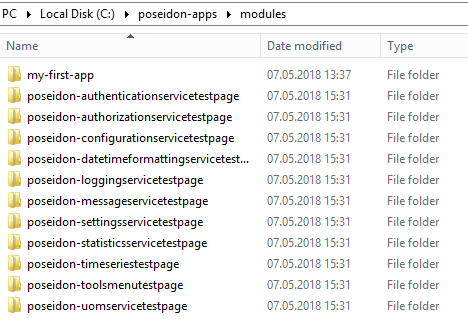 PC > Local Disk (C:) > poseidon-apps > modules
Name Date modified Type
my-first-app 07.05.2018 13:37 File folder
poseidon-authenticationservicetestpage 07.05.2018 15:31 File folder
poseidon-authorizationservicetestpage 07.05.2018 15:31 File folder
poseidon-configurationservicetestpage 07.05.2018 15:31 File folder
poseidon-datetimeformattingservicetest... 07.05.2018 15:31 File folder
poseidon-loggingservicetestpage 07.05.2018 15:31 File folder
poseidon-messageservicetestpage 07.05.2018 15:31 File folder
poseidon-settingsservicetestpage 07.05.2018 15:31 File folder
poseidon-statisticsservicetestpage 07.05.2018 15:31 File folder
poseidon-timeseriestestpage 07.05.2018 15:31 File folder
poseidon-toolsmenutestpage 07.05.2018 15:31 File folder
poseidon-uomservicetestpage 07.05.2018 15:31 File folder